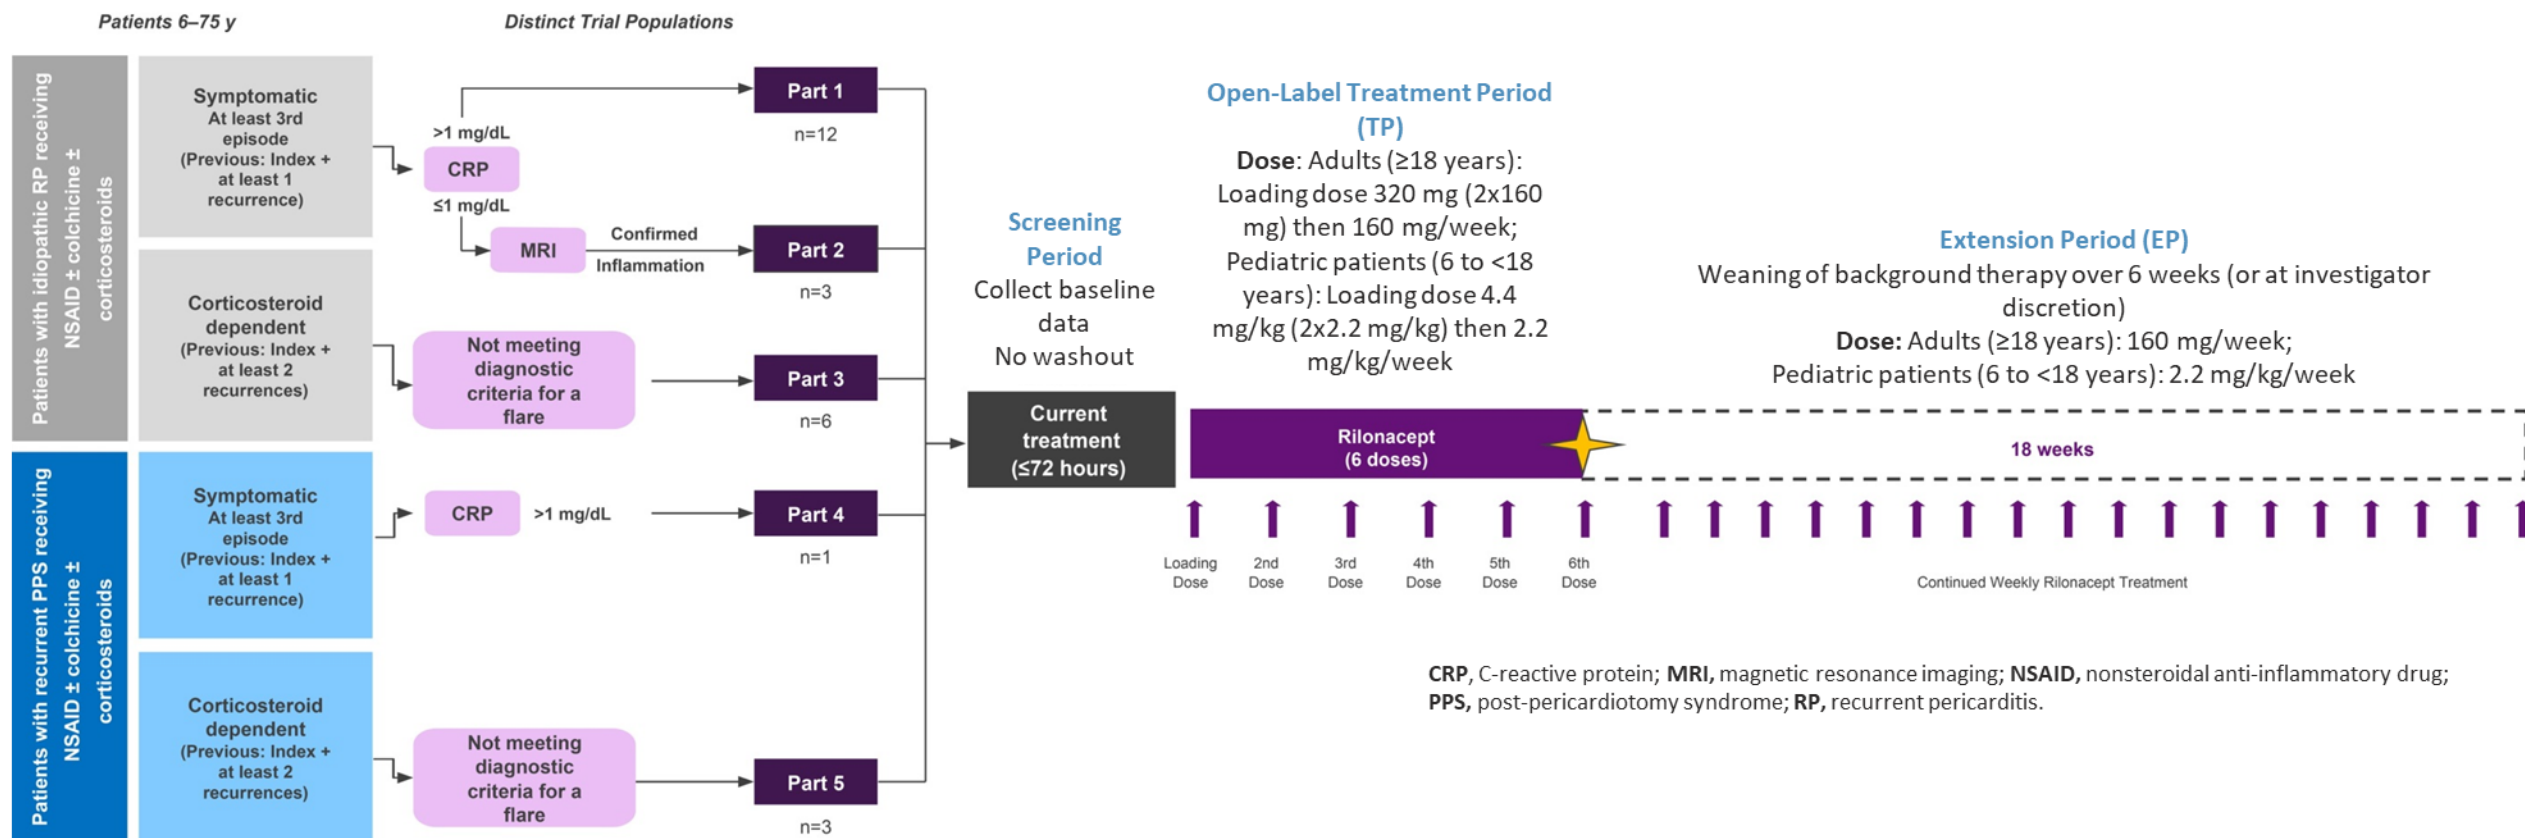 Patients 6–75 y
Distinct Trial Populations
Patients with idiopathic RP receiving
NSAID ± colchicine ±
corticosteroids
Symptomatic
At least 3rd
episode
(Previous: Index +
at least 1
recurrence)
>1 mg/dL
CRP
≤1 mg/dL
MRI
Confirmed
Inflammation
Part 1
n=12
Part 2
n=3
Corticosteroid
dependent
(Previous: Index +
at least 2
recurrences)
Not meeting
diagnostic
criteria for a
flare
Part 3
n=6
Patients with recurrent PPS receiving
NSAID ± colchicine ±
corticosteroids
Symptomatic
At least 3rd
episode
(Previous: Index +
at least 1
recurrence)
CRP
>1 mg/dL
Part 4
n=1
Corticosteroid
dependent
(Previous: Index +
at least 2
recurrences)
Not meeting
diagnostic
criteria for a
flare
Part 5
n=3
Screening
Period
Collect baseline
data
No washout
Current
treatment
(≤72 hours)
Open-Label Treatment Period
(TP)
Dose: Adults (≥18 years):
Loading dose 320 mg (2x160
mg) then 160 mg/week;
Pediatric patients (6 to <18
years): Loading dose 4.4
mg/kg (2x2.2 mg/kg) then 2.2
mg/kg/week
Rilonacept
(6 doses)
Loading
Dose
2nd
Dose
3rd
Dose
4th
Dose
5th
Dose
6th
Dose
Extension Period (EP)
Weaning of background therapy over 6 weeks (or at investigator
discretion)
Dose: Adults (≥18 years): 160 mg/week;
Pediatric patients (6 to <18 years): 2.2 mg/kg/week
18 weeks
Continued Weekly Rilonacept Treatment
CRP, C-reactive protein; MRI, magnetic resonance imaging; NSAID, nonsteroidal anti-inflammatory drug;
PPS, post-pericardiotomy syndrome; RP, recurrent pericarditis.